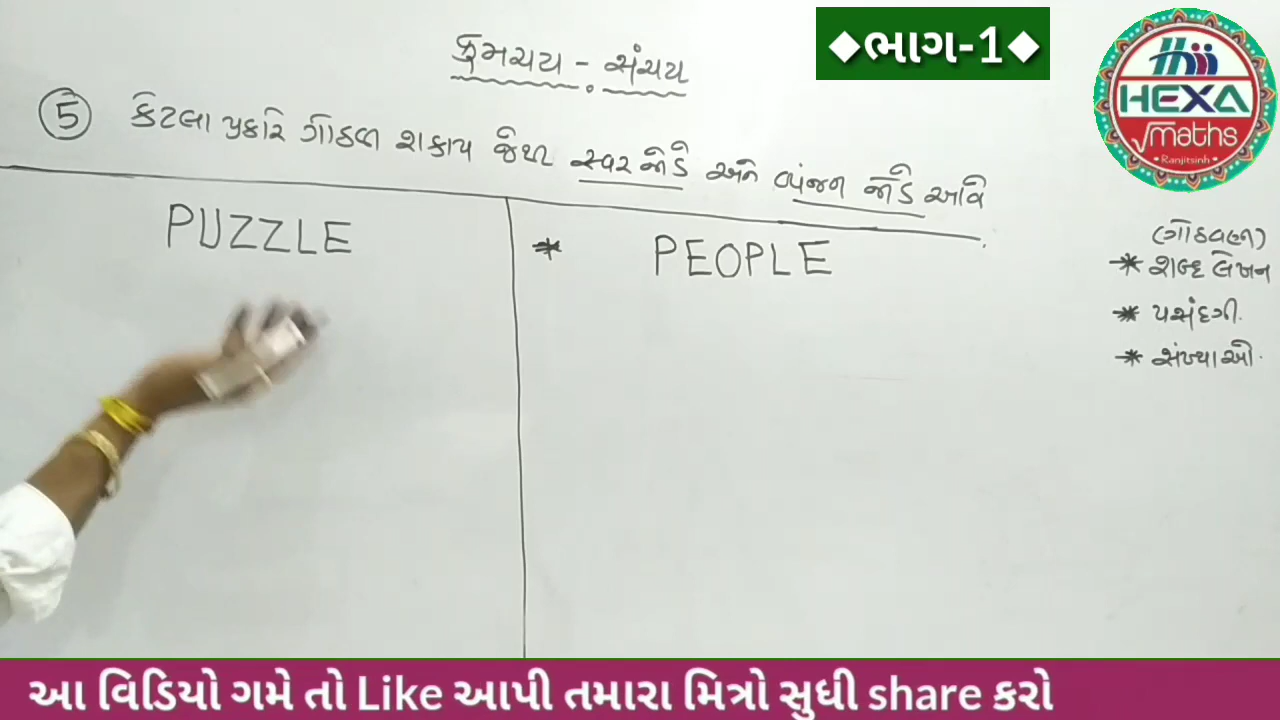 ◆ભાગ-1◆
ક્રમચય - સંચય
HEXA
√maths
• Ranjitsinh •
5 કેટલા પ્રકારે ગોઠવી શકાય જેથી સ્વર જોડે અને વ્યંજન જોડે આવે
PUZZLE
* PEOPLE
(ગોઠવણ)
* શબ્દ લેખન
* પસંદગી.
* સંખ્યાઓ.
આ વિડિયો ગમે તો Like આપી તમારા મિત્રો સુધી share કરો